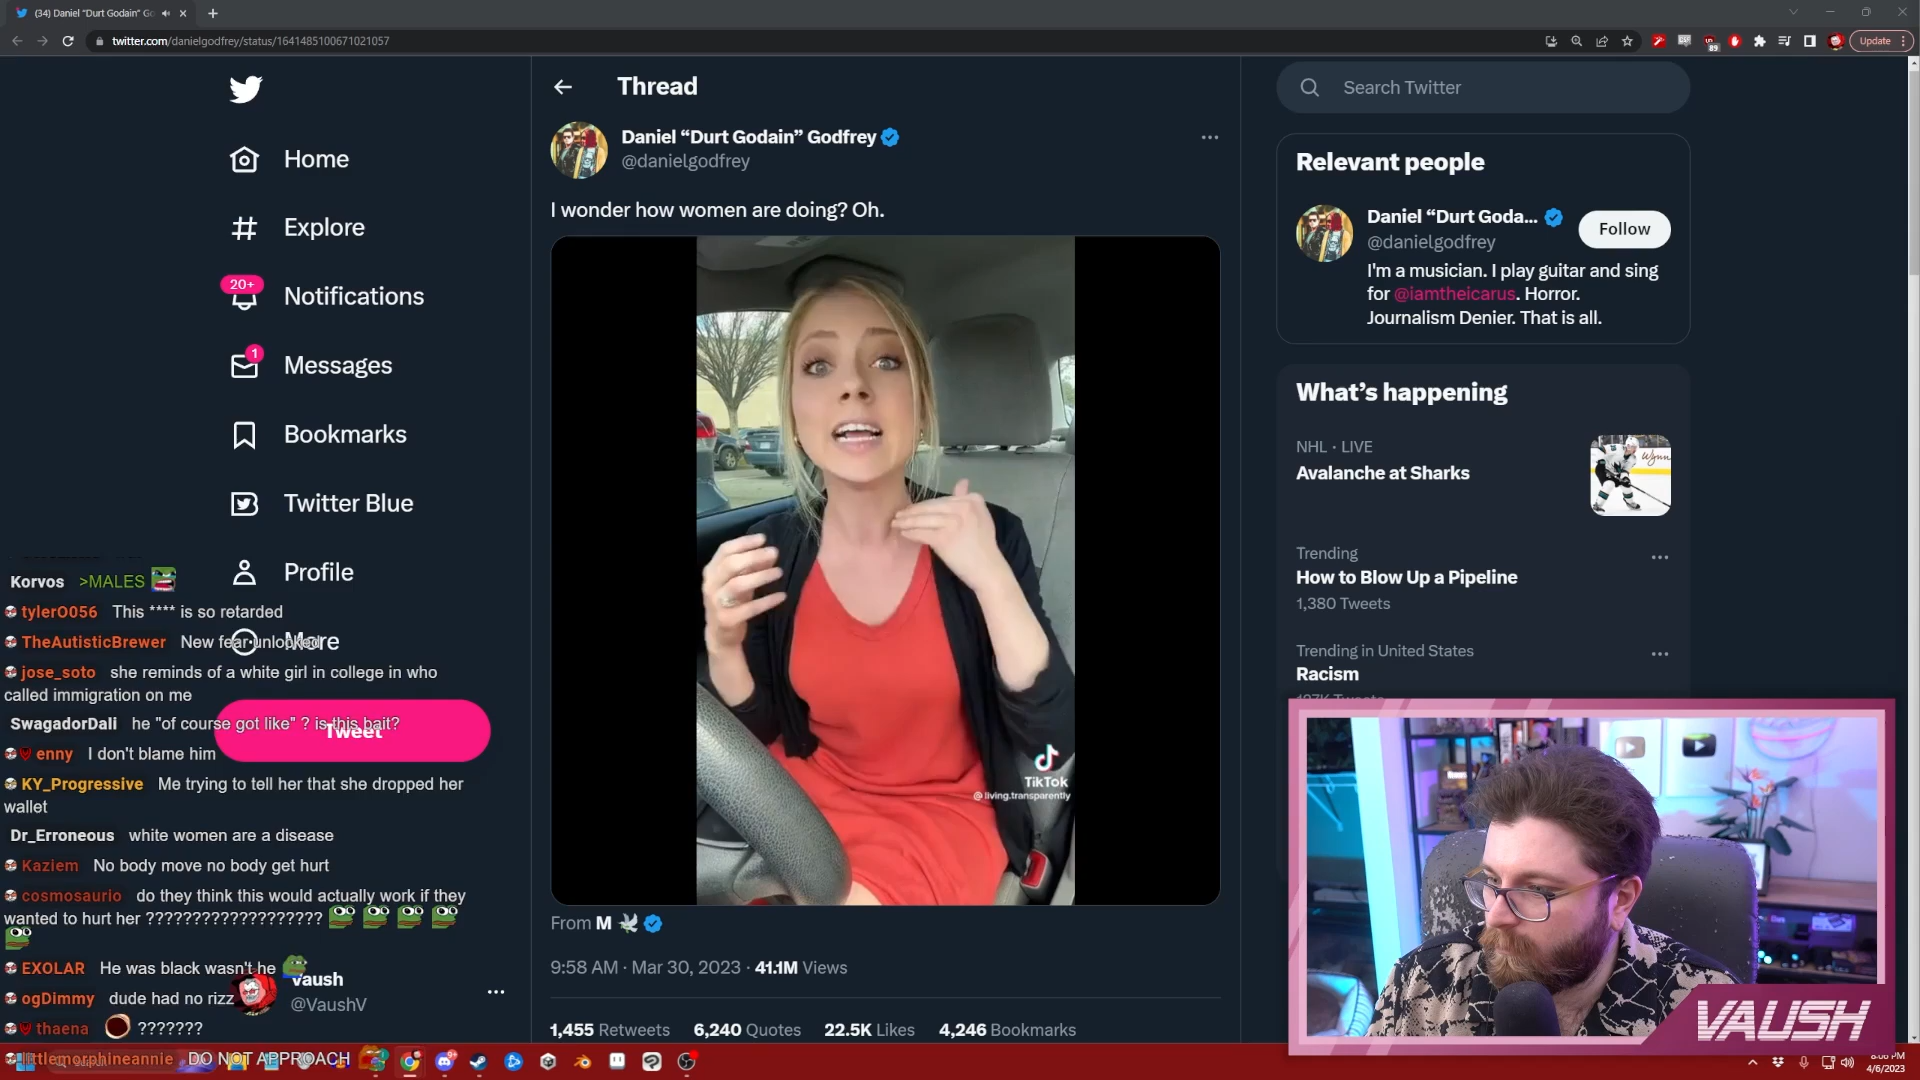 (34) Daniel “Durt Godain” Go
twitter.com/danielgodfrey/status/1641485100671021057
89
Update
Home
Explore
20+
Notifications
1
Messages
Bookmarks
Twitter Blue
Profile
More
Tweet
Vaush
@VaushV
Korvos >MALES
tylerO056 This **** is so retarded
TheAutisticBrewer New fear unlocked
jose_soto she reminds of a white girl in college in who
called immigration on me
SwagadorDali he "of course got like" ? is this bait?
enny I don't blame him
KY_Progressive Me trying to tell her that she dropped her
wallet
Dr_Erroneous white women are a disease
Kaziem No body move no body get hurt
cosmosaurio do they think this would actually work if they
wanted to hurt her ???????????????????
EXOLAR He was black wasn't he
ogDimmy dude had no rizz
thaena ???????
littlemorphineannie DO NOT APPROACH
Thread
Daniel “Durt Godain” Godfrey
@danielgodfrey
I wonder how women are doing? Oh.
TikTok
@living.transparently
From M
9:58 AM · Mar 30, 2023 · 41.1M Views
1,455 Retweets 6,240 Quotes 22.5K Likes 4,246 Bookmarks
Search Twitter
Relevant people
Daniel “Durt Goda...
@danielgodfrey
Follow
I'm a musician. I play guitar and sing
for @iamtheicarus. Horror.
Journalism Denier. That is all.
What’s happening
NHL · LIVE
Avalanche at Sharks
Trending
How to Blow Up a Pipeline
1,380 Tweets
Trending in United States
Racism
VAUSH
8:06 PM
4/6/2023